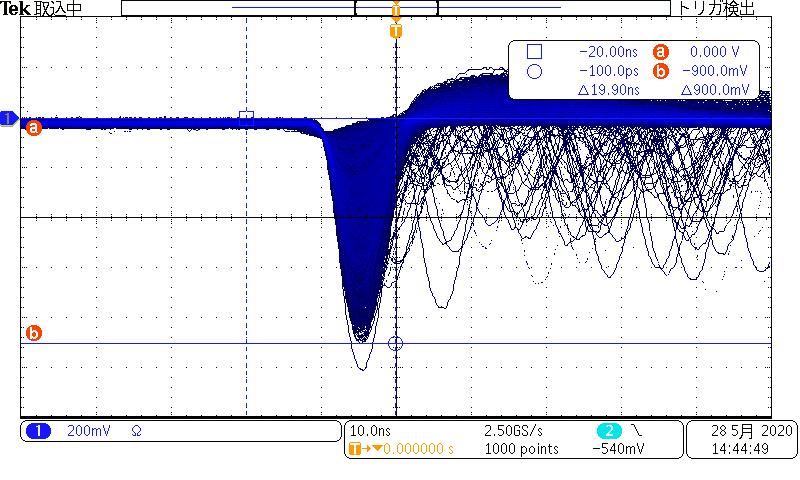 Tek 取込中 トリガ検出
T
T
-20.00ns a 0.000 V
-100.0ps b -900.0mV
Δ19.90ns Δ900.0mV
1
a
b
1 200mV Ω 10.0ns 2.50GS/s 2 28 5月 2020
T→▼0.000000 s 1000 points -540mV 14:44:49